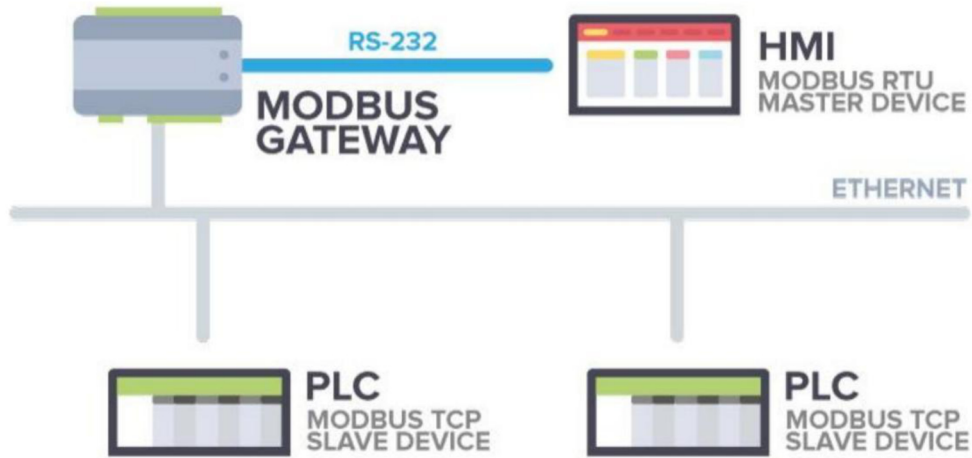 RS-232
MODBUS
GATEWAY
HMI
MODBUS RTU
MASTER DEVICE
ETHERNET
PLC
MODBUS TCP
SLAVE DEVICE
PLC
MODBUS TCP
SLAVE DEVICE